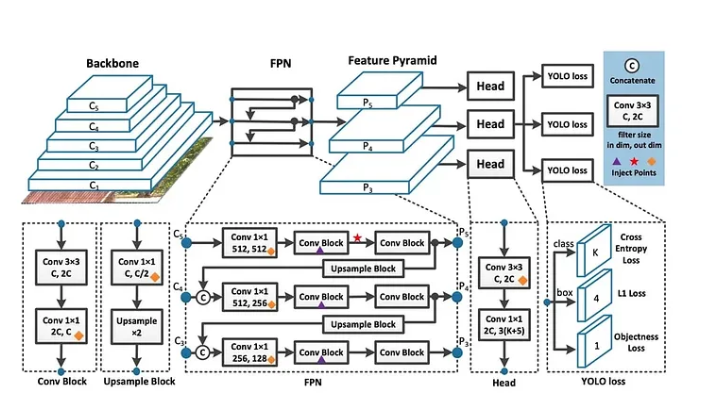 Backbone
FPN
Feature Pyramid
C5
C4
C3
C2
C1
P5
P4
P3
Head
Head
Head
YOLO loss
YOLO loss
YOLO loss
C
Concatenate
Conv 3×3
C, 2C
filter size
in dim, out dim
Inject Points
Conv 3×3
C, 2C
Conv 1×1
2C, C
Conv Block
Conv 1×1
C, C/2
Upsample
×2
Upsample Block
C5
Conv 1×1
512, 512
Conv Block
Conv Block
P5
Upsample Block
C4
C
Conv 1×1
512, 256
Conv Block
Conv Block
P4
Upsample Block
C3
C
Conv 1×1
256, 128
Conv Block
Conv Block
P3
FPN
Conv 3×3
C, 2C
Conv 1×1
2C, 3(K+5)
Head
class
K
Cross
Entropy
Loss
box
4
L1 Loss
1
Objectness
Loss
YOLO loss